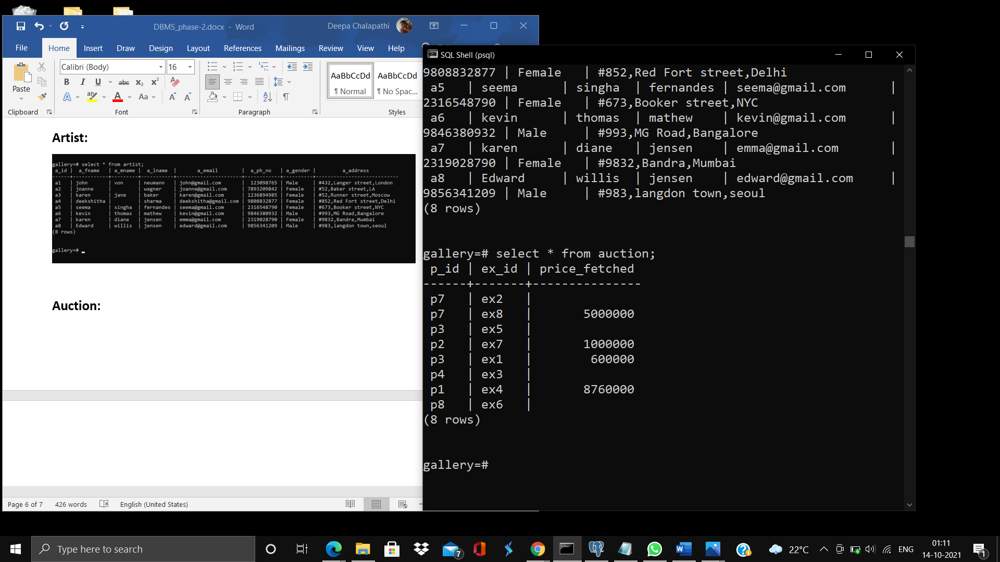 DBMS_phase-2.docx - Word
Deepa Chalapathi
File Home Insert Draw Design Layout References Mailings Review View Help
Paste
Clipboard
Calibri (Body) 16
B I U abc x₂ x²
A aby A Aa A A
Font
Paragraph
AaBbCcDd AaBbCcDd
¶ Normal ¶ No Spac...
Styles
Artist:
gallery=# select * from artist;
a_id | a_fname | a_mname | a_lname | a_email | a_ph_no | a_gender | a_address
a1 | john | von | neumann | john@gmail.com | 123098765 | Male | #432,Langer street,London
a2 | joanne | | wagner | joanne@gmail.com | 7893209842 | Female | #52,Baker street,LA
a3 | karen | jane | baker | karen@gmail.com | 1236894985 | Female | #52,Runner street,Moscow
a4 | deekshitha | | sharma | deekshitha@gmail.com | 9808832877 | Female | #852,Red Fort street,Delhi
a5 | seema | singha | fernandes | seema@gmail.com | 2316548790 | Female | #673,Booker street,NYC
a6 | kevin | thomas | mathew | kevin@gmail.com | 9846380932 | Male | #993,MG Road,Bangalore
a7 | karen | diane | jensen | emma@gmail.com | 2319028790 | Female | #9832,Bandra,Mumbai
a8 | Edward | willis | jensen | edward@gmail.com | 9856341209 | Male | #983,langdon town,seoul
(8 rows)
gallery=# _
Auction:
Page 6 of 7 426 words English (United States)
SQL Shell (psql)
9808832877 | Female | #852,Red Fort street,Delhi
a5 | seema | singha | fernandes | seema@gmail.com |
2316548790 | Female | #673,Booker street,NYC
a6 | kevin | thomas | mathew | kevin@gmail.com |
9846380932 | Male | #993,MG Road,Bangalore
a7 | karen | diane | jensen | emma@gmail.com |
2319028790 | Female | #9832,Bandra,Mumbai
a8 | Edward | willis | jensen | edward@gmail.com |
9856341209 | Male | #983,langdon town,seoul
(8 rows)
gallery=# select * from auction;
p_id | ex_id | price_fetched
------+-------+---------------
p7 | ex2 |
p7 | ex8 | 5000000
p3 | ex5 |
p2 | ex7 | 1000000
p3 | ex1 | 600000
p4 | ex3 |
p1 | ex4 | 8760000
p8 | ex6 |
(8 rows)
gallery=#
Type here to search
7
22°C
ENG
01:11
14-10-2021
1